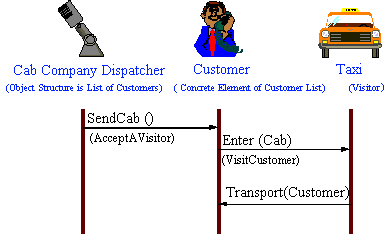 Cab Company Dispatcher Customer Taxi
(Object Structure is List of Customers) ( Concrete Element of Customer List) (Visitor)
SendCab ()
(AcceptAVisitor)
Enter (Cab)
(VisitCustomer)
Transport(Customer)